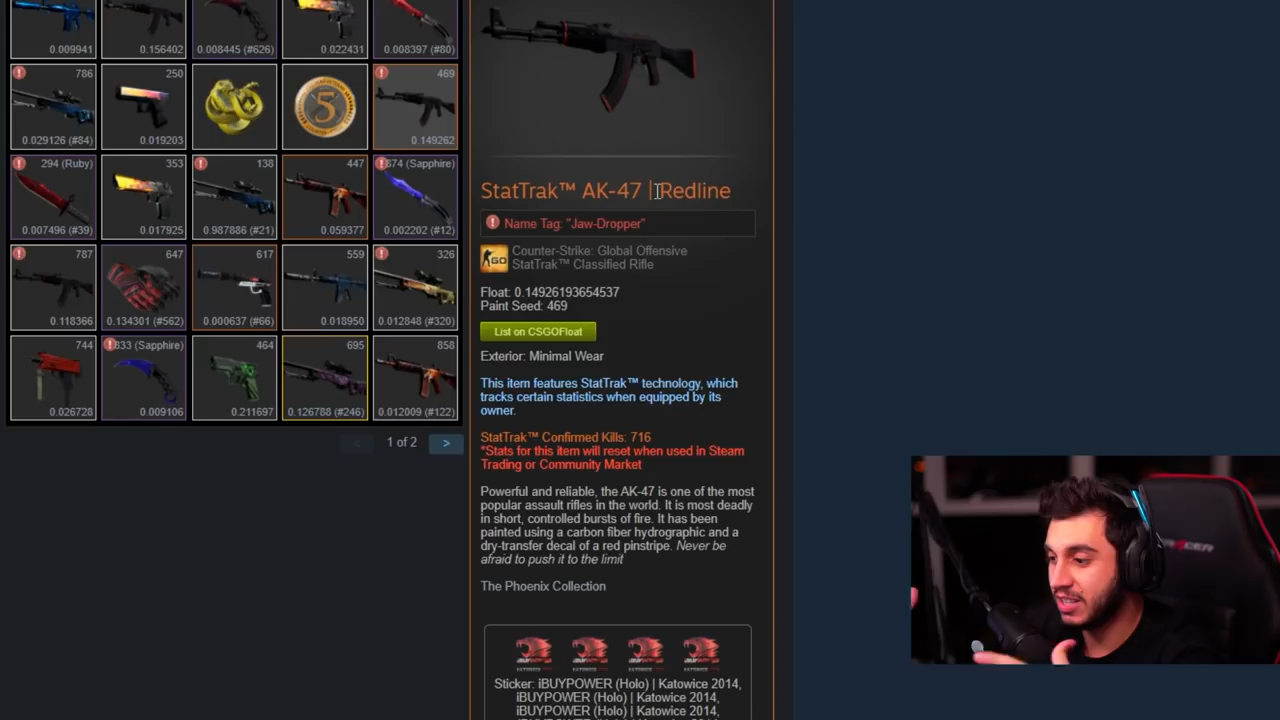 0.009941
0.156402
0.008445 (#626)
0.022431
0.008397 (#80)
786
0.029126 (#84)
250
0.019203
5
469
0.149262
294 (Ruby)
0.007496 (#39)
353
0.017925
138
0.987886 (#21)
447
0.059377
874 (Sapphire)
0.002202 (#12)
787
0.118366
647
0.134301 (#562)
617
0.000637 (#66)
559
0.018950
326
0.012848 (#320)
744
0.026728
833 (Sapphire)
0.009106
464
0.211697
695
0.126788 (#246)
858
0.012009 (#122)
< 1 of 2 >
StatTrak™ AK-47 | Redline
Name Tag: "Jaw-Dropper"
GO
Counter-Strike: Global Offensive
StatTrak™ Classified Rifle
Float: 0.14926193654537
Paint Seed: 469
List on CSGOFloat
Exterior: Minimal Wear
This item features StatTrak™ technology, which
tracks certain statistics when equipped by its
owner.
StatTrak™ Confirmed Kills: 716
*Stats for this item will reset when used in Steam
Trading or Community Market
Powerful and reliable, the AK-47 is one of the most
popular assault rifles in the world. It is most deadly
in short, controlled bursts of fire. It has been
painted using a carbon fiber hydrographic and a
dry-transfer decal of a red pinstripe. Never be
afraid to push it to the limit
The Phoenix Collection
Sticker: iBUYPOWER (Holo) | Katowice 2014,
iBUYPOWER (Holo) | Katowice 2014,
iBUYPOWER (Holo) | Katowice 2014,